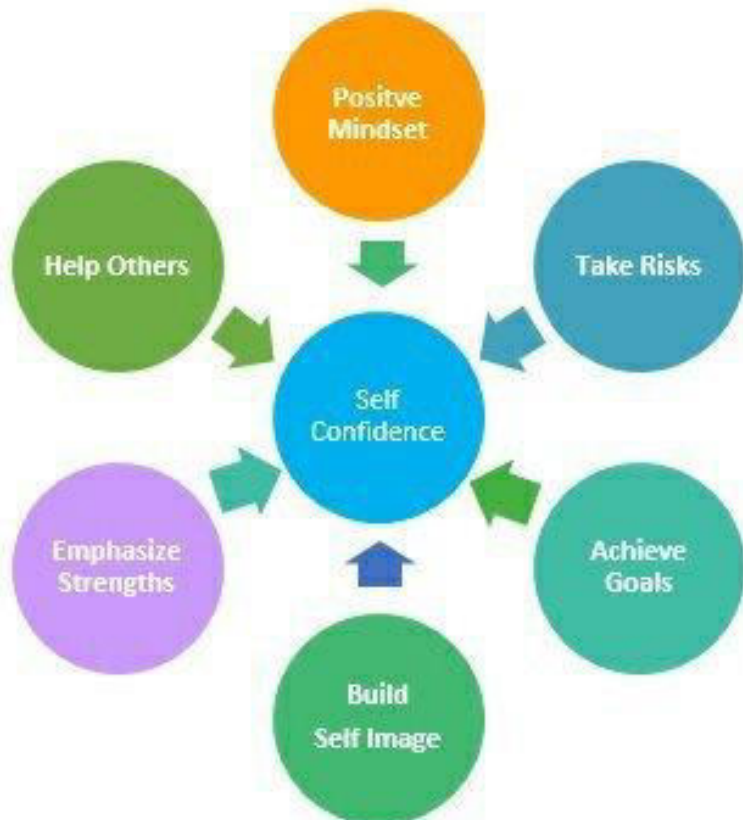 Positve
Mindset
Help Others
Take Risks
Self
Confidence
Emphasize
Strengths
Achieve
Goals
Build
Self Image